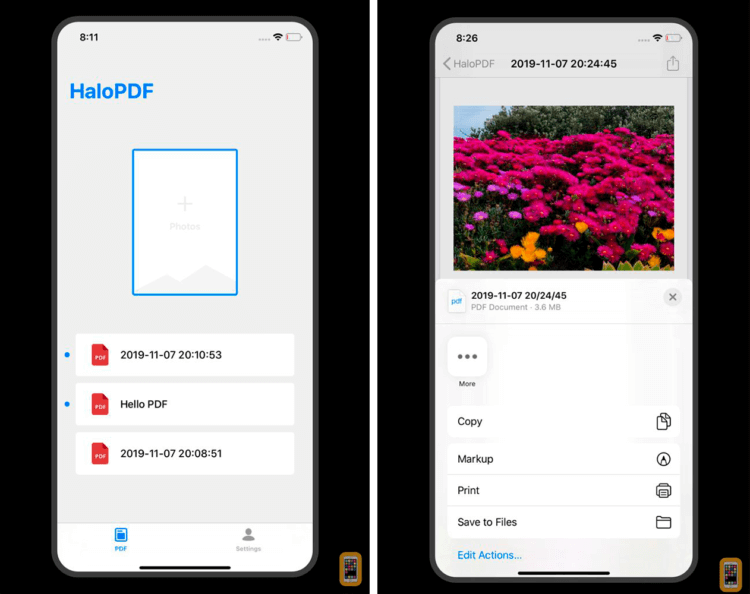 8:11
HaloPDF
Photos
PDF
2019-11-07 20:10:53
PDF
Hello PDF
PDF
2019-11-07 20:08:51
PDF
Settings
8:26
HaloPDF
2019-11-07 20:24:45
pdf
2019-11-07 20/24/45
PDF Document · 3.6 MB
More
Copy
Markup
Print
Save to Files
Edit Actions...